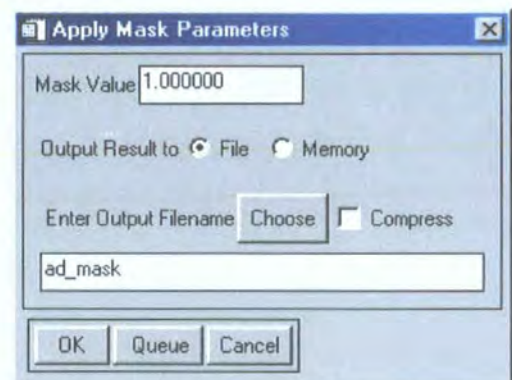 Apply Mask Parameters
Mask Value 1.000000
Output Result to File Memory
Enter Output Filename Choose Compress
ad_mask
OK Queue Cancel